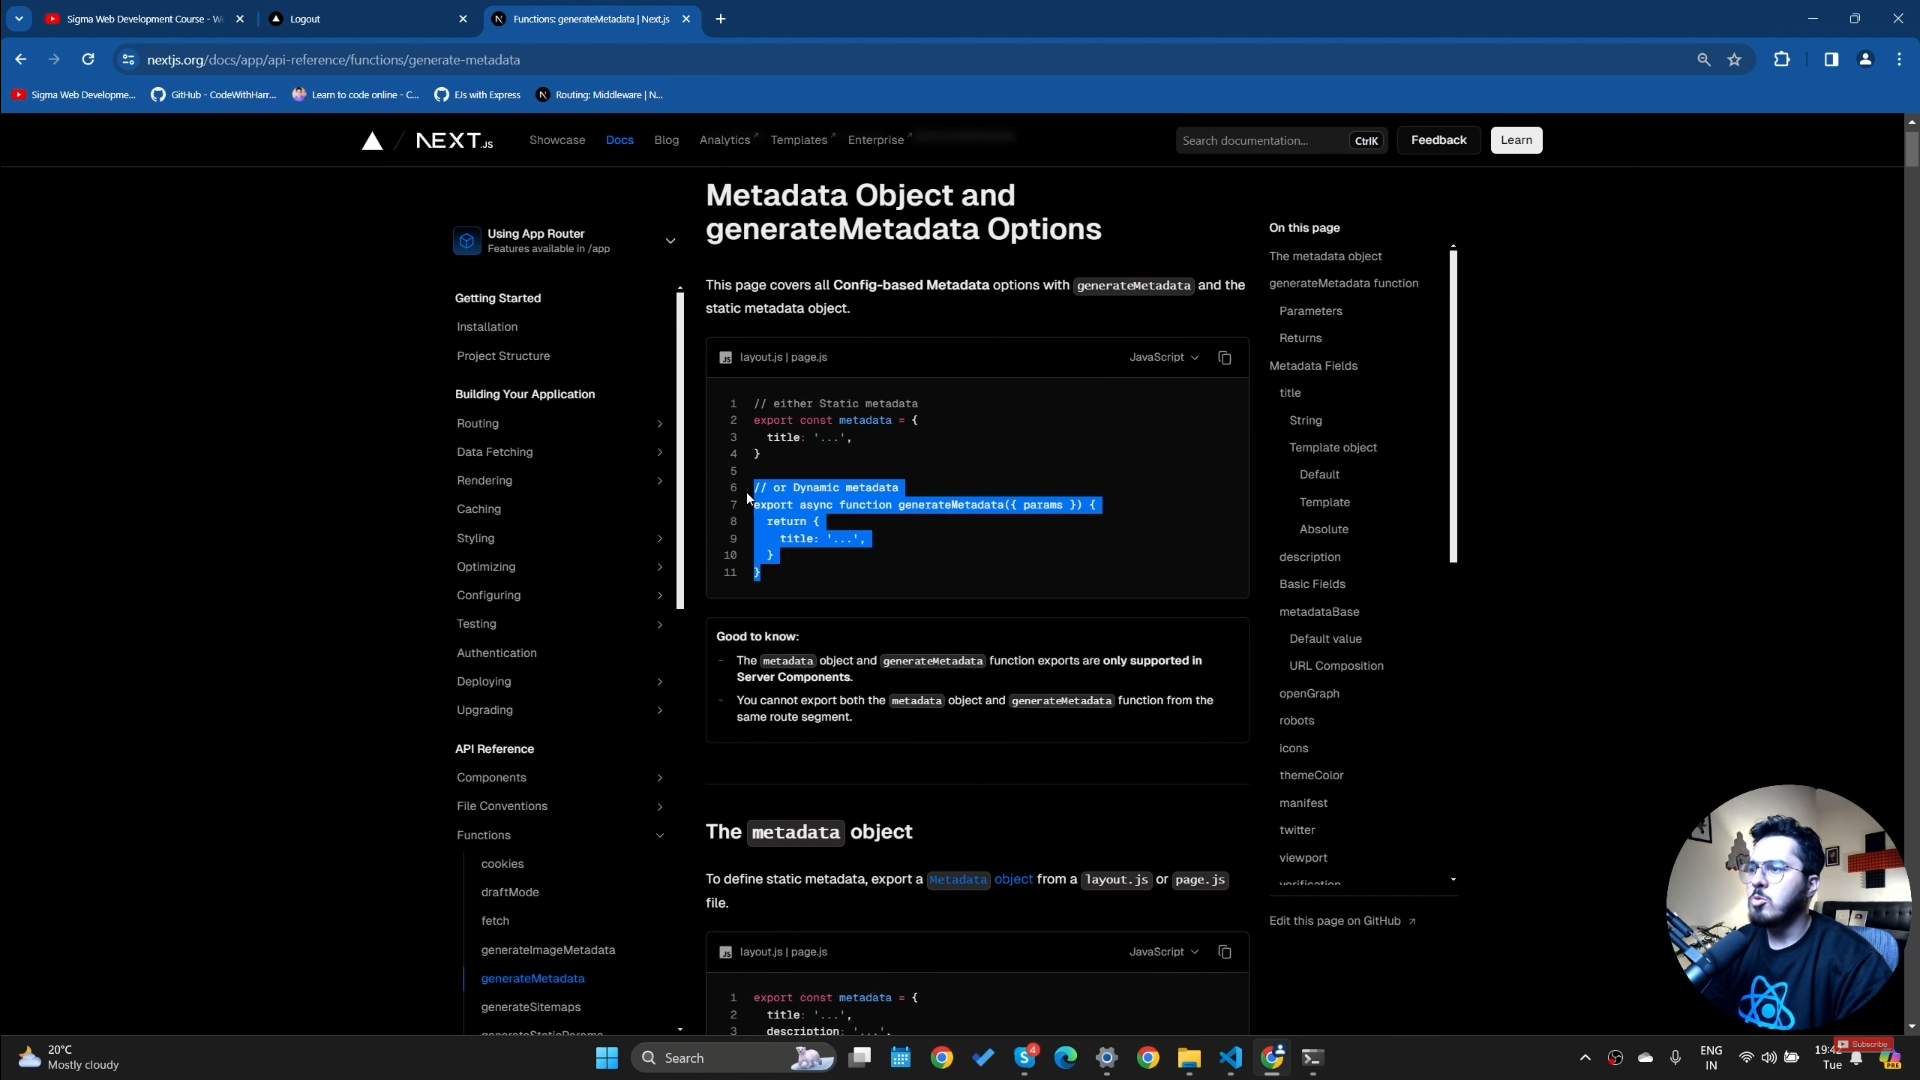 Sigma Web Development Course - W
Logout
Functions: generateMetadata | Next.js
nextjs.org/docs/app/api-reference/functions/generate-metadata
Sigma Web Developme...
GitHub - CodeWithHarr...
Learn to code online - C...
EJs with Express
Routing: Middleware | N...
NEXT.JS
Showcase
Docs
Blog
Analytics
Templates
Enterprise
Search documentation...
CtrlK
Feedback
Learn
Using App Router
Features available in /app
Getting Started
Installation
Project Structure
Building Your Application
Routing
Data Fetching
Rendering
Caching
Styling
Optimizing
Configuring
Testing
Authentication
Deploying
Upgrading
API Reference
Components
File Conventions
Functions
cookies
draftMode
fetch
generateImageMetadata
generateMetadata
generateSitemaps
generateStaticParams
Metadata Object and
generateMetadata Options
This page covers all Config-based Metadata options with generateMetadata and the
static metadata object.
layout.js | page.js
JavaScript
1 // either Static metadata
2 export const metadata = {
3 title: '...',
4 }
5
6 // or Dynamic metadata
7 export async function generateMetadata({ params }) {
8 return {
9 title: '...',
10 }
11 }
Good to know:
- The metadata object and generateMetadata function exports are only supported in
Server Components.
- You cannot export both the metadata object and generateMetadata function from the
same route segment.
The metadata object
To define static metadata, export a Metadata object from a layout.js or page.js
file.
layout.js | page.js
JavaScript
1 export const metadata = {
2 title: '...',
3 description: '...',
On this page
The metadata object
generateMetadata function
Parameters
Returns
Metadata Fields
title
String
Template object
Default
Template
Absolute
description
Basic Fields
metadataBase
Default value
URL Composition
openGraph
robots
icons
themeColor
manifest
twitter
viewport
verification
Edit this page on GitHub
20°C
Mostly cloudy
Search
4
ENG
IN
19:42
Tue
Subscribe
PRE